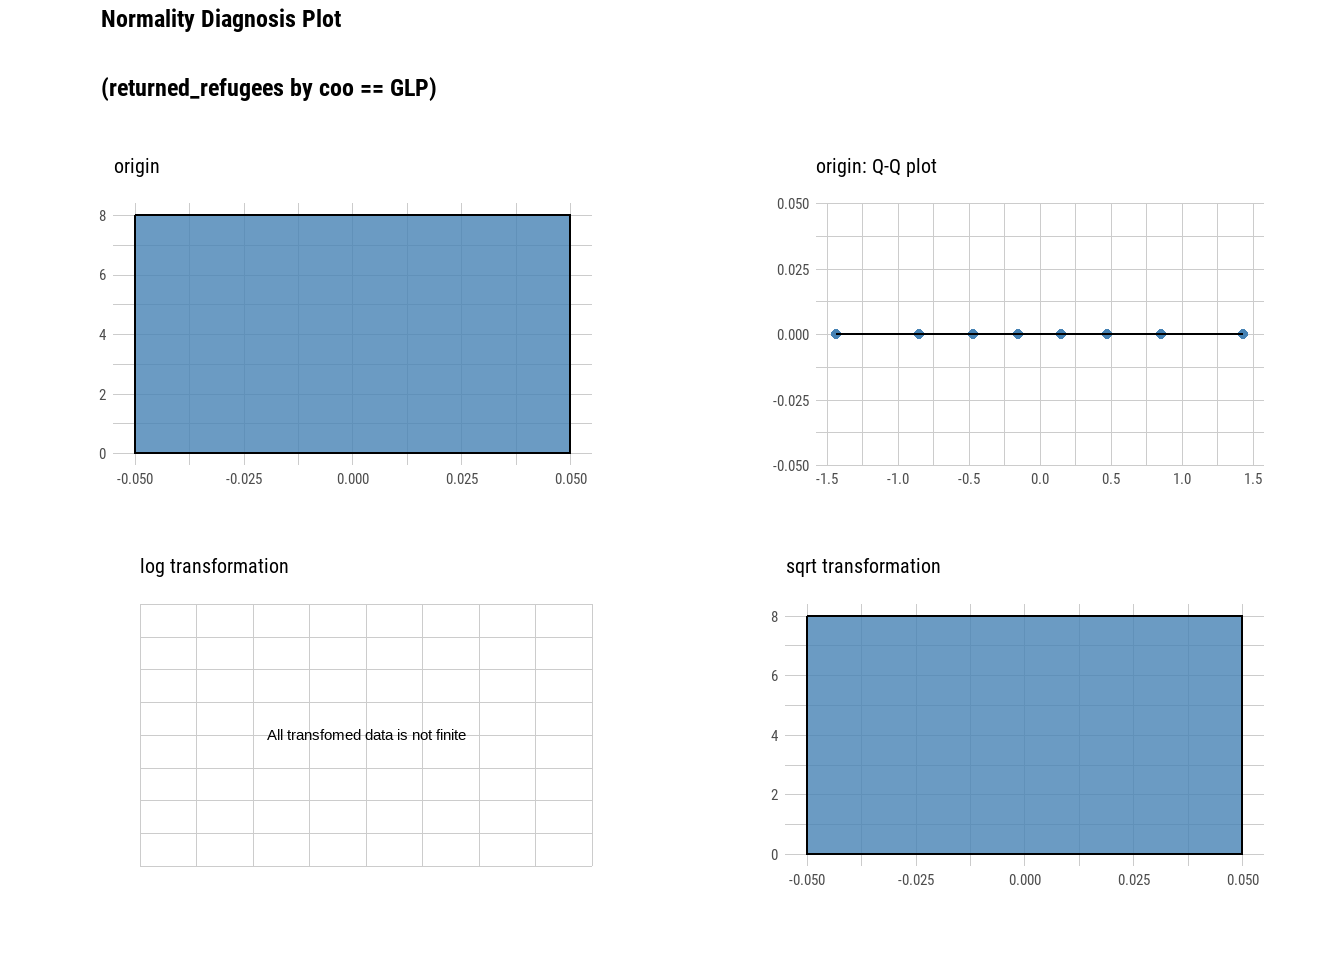 Normality Diagnosis Plot
(returned_refugees by coo == GLP)
origin
8
6
4
2
0
-0.050 -0.025 0.000 0.025 0.050
origin: Q-Q plot
0.050
0.025
0.000
-0.025
-0.050
-1.5 -1.0 -0.5 0.0 0.5 1.0 1.5
log transformation
All transfomed data is not finite
sqrt transformation
8
6
4
2
0
-0.050 -0.025 0.000 0.025 0.050